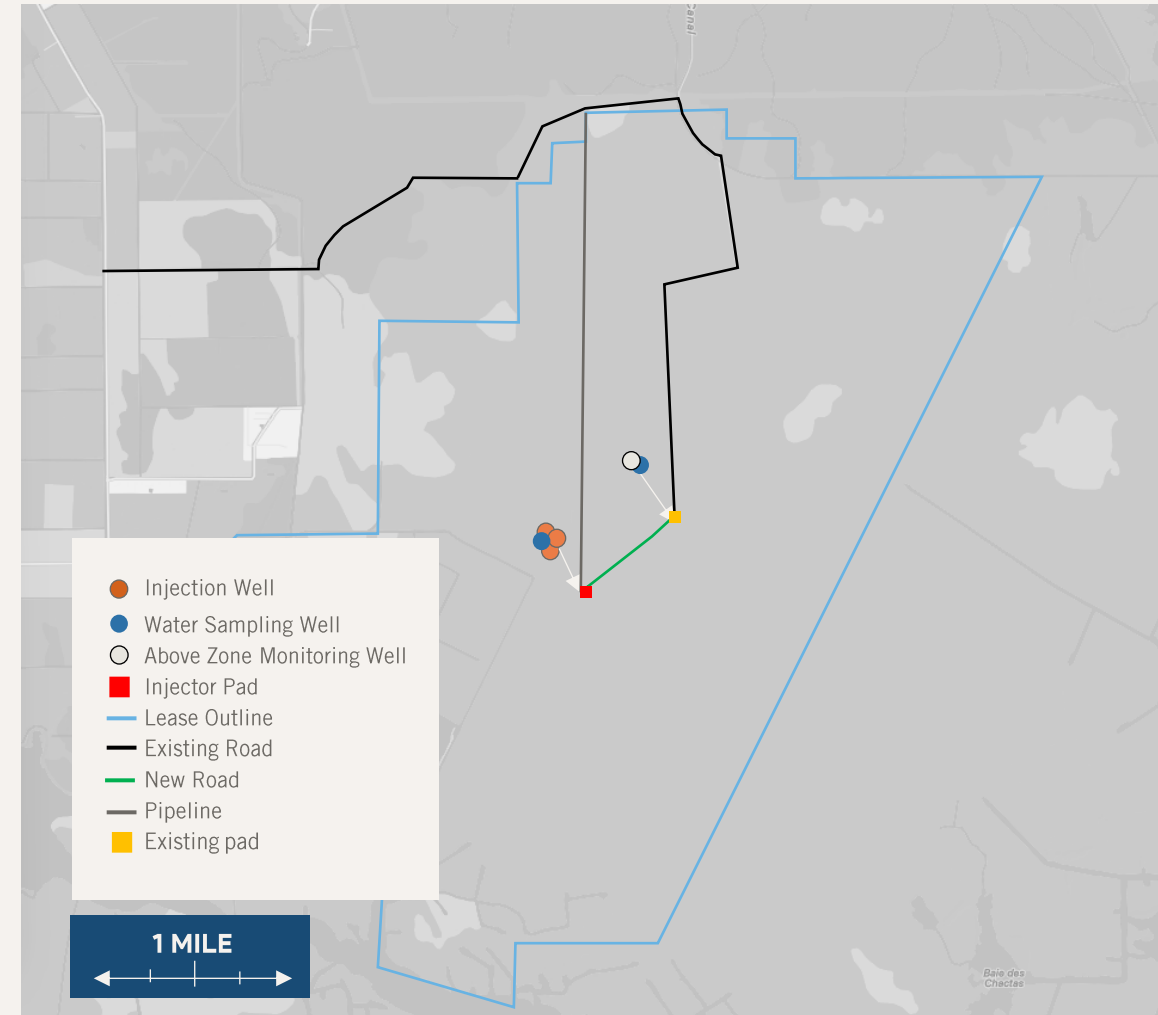 Canal
Injection Well
Water Sampling Well
Above Zone Monitoring Well
Injector Pad
Lease Outline
Existing Road
New Road
Pipeline
Existing pad
1 MILE
Baie des
Chactas